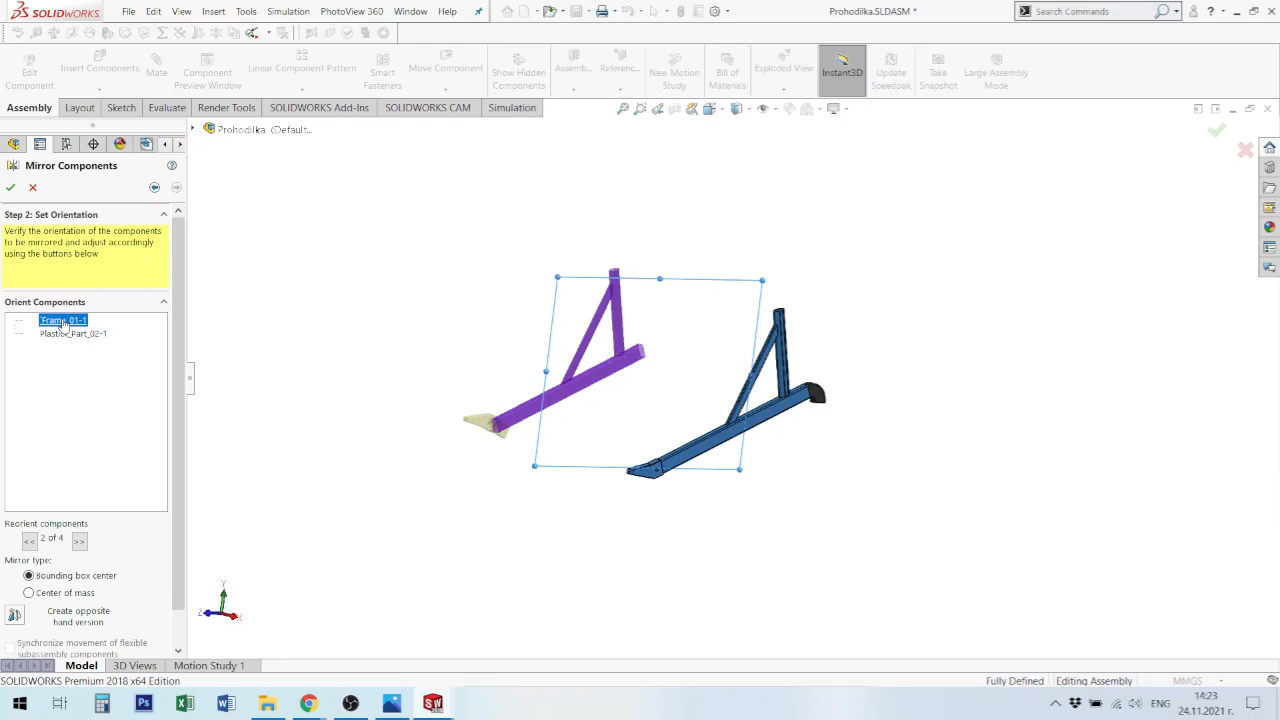 SOLIDWORKS File Edit View Insert Tools Simulation PhotoView 360 Window Help Prohodilka.SLDASM * Search Commands
Edit Component
Insert Components
Mate
Component Preview Window
Linear Component Pattern
Smart Fasteners
Move Component
Show Hidden Components
Assemb...
Referenc...
New Motion Study
Bill of Materials
Exploded View
Instant3D
Update Speedpak
Take Snapshot
Large Assembly Mode
Assembly Layout Sketch Evaluate Render Tools SOLIDWORKS Add-Ins SOLIDWORKS CAM Simulation
Prohodilka (Default...
Mirror Components
Step 2: Set Orientation
Verify the orientation of the components
to be mirrored and adjust accordingly
using the buttons below
Orient Components
`Frame_01-1
Plastic_Part_02-1
Reorient components
<< 2 of 4 >>
Mirror type:
Bounding box center
Center of mass
Create opposite
hand version
Synchronize movement of flexible
subassembly components
Y
Z X
Model 3D Views Motion Study 1
SOLIDWORKS Premium 2018 x64 Edition Fully Defined Editing Assembly MMGS
Ps W SW ENG
14:23
24.11.2021 г.